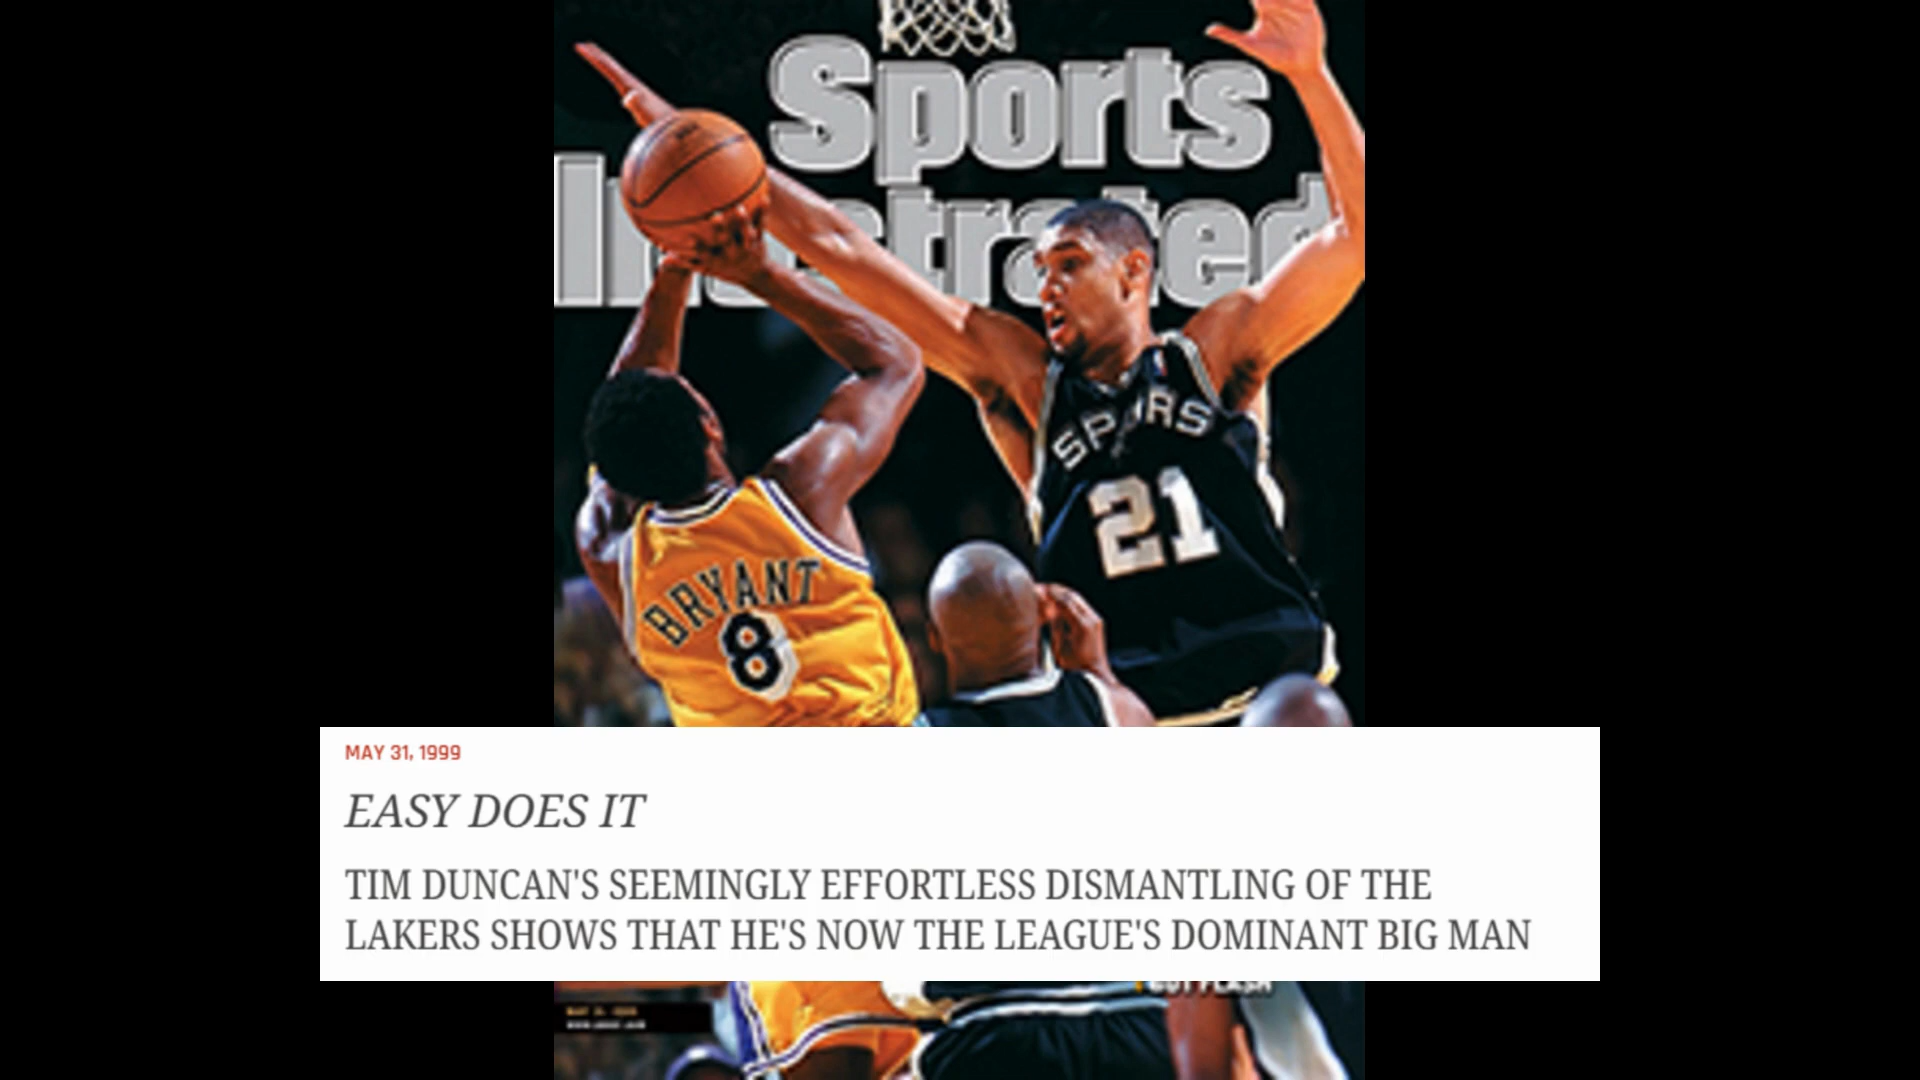 Sports
Illustrated
SPURS
21
BRYANT
8
MAY 31, 1999
EASY DOES IT
TIM DUNCAN'S SEEMINGLY EFFORTLESS DISMANTLING OF THE
LAKERS SHOWS THAT HE'S NOW THE LEAGUE'S DOMINANT BIG MAN